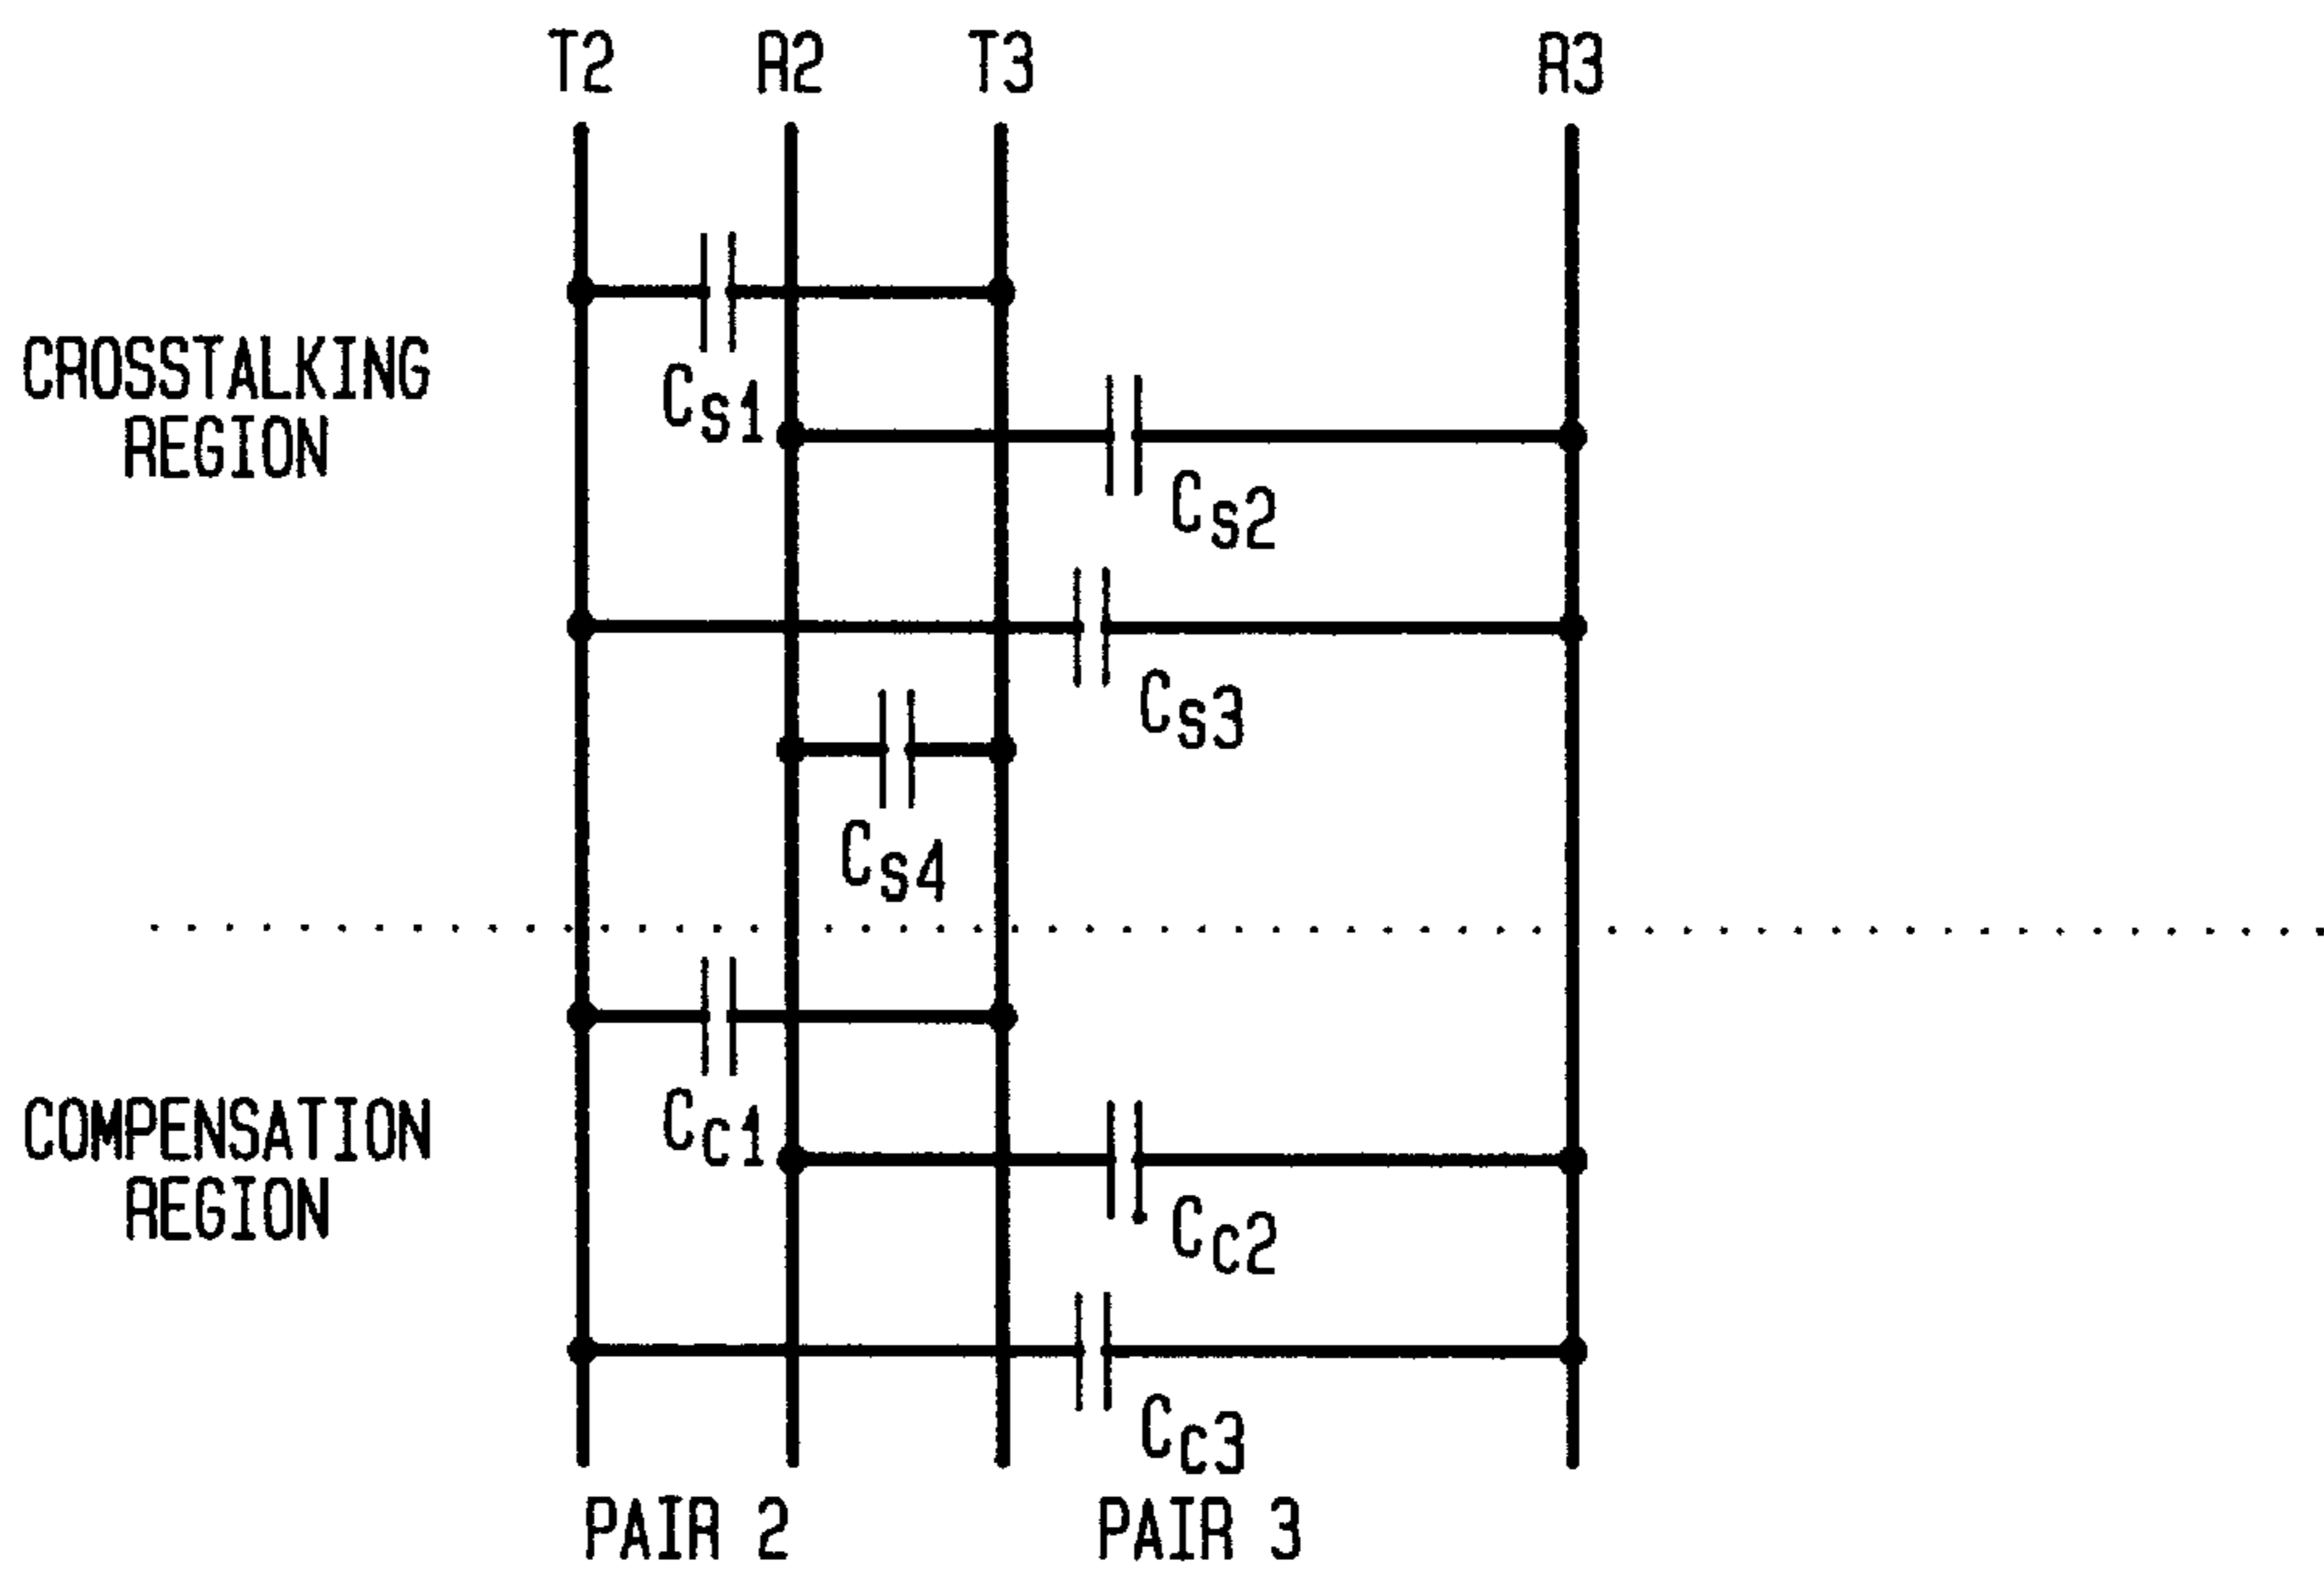 T2 R2 T3 R3
CROSSTALKING
REGION
Cs1
Cs2
Cs3
Cs4
COMPENSATION
REGION
Cc1
Cc2
Cc3
PAIR 2 PAIR 3